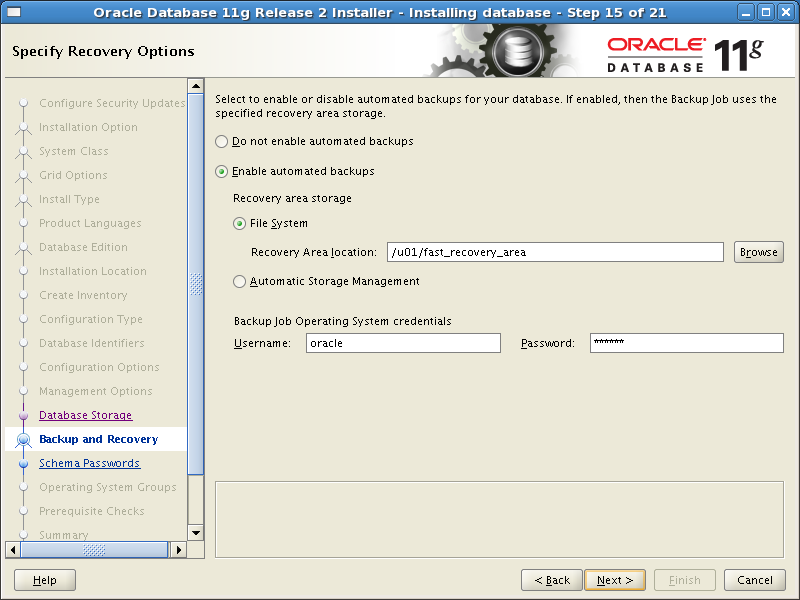 Oracle Database 11g Release 2 Installer - Installing database - Step 15 of 21
Specify Recovery Options
ORACLE®
DATABASE
11g
Configure Security Updates
Installation Option
System Class
Grid Options
Install Type
Product Languages
Database Edition
Installation Location
Create Inventory
Configuration Type
Database Identifiers
Configuration Options
Management Options
Database Storage
Backup and Recovery
Schema Passwords
Operating System Groups
Prerequisite Checks
Summary
Select to enable or disable automated backups for your database. If enabled, then the Backup Job uses the
specified recovery area storage.
Do not enable automated backups
Enable automated backups
Recovery area storage
File System
Recovery Area location: /u01/fast_recovery_area Browse
Automatic Storage Management
Backup Job Operating System credentials
Username: oracle Password: ******
Help < Back Next > Finish Cancel